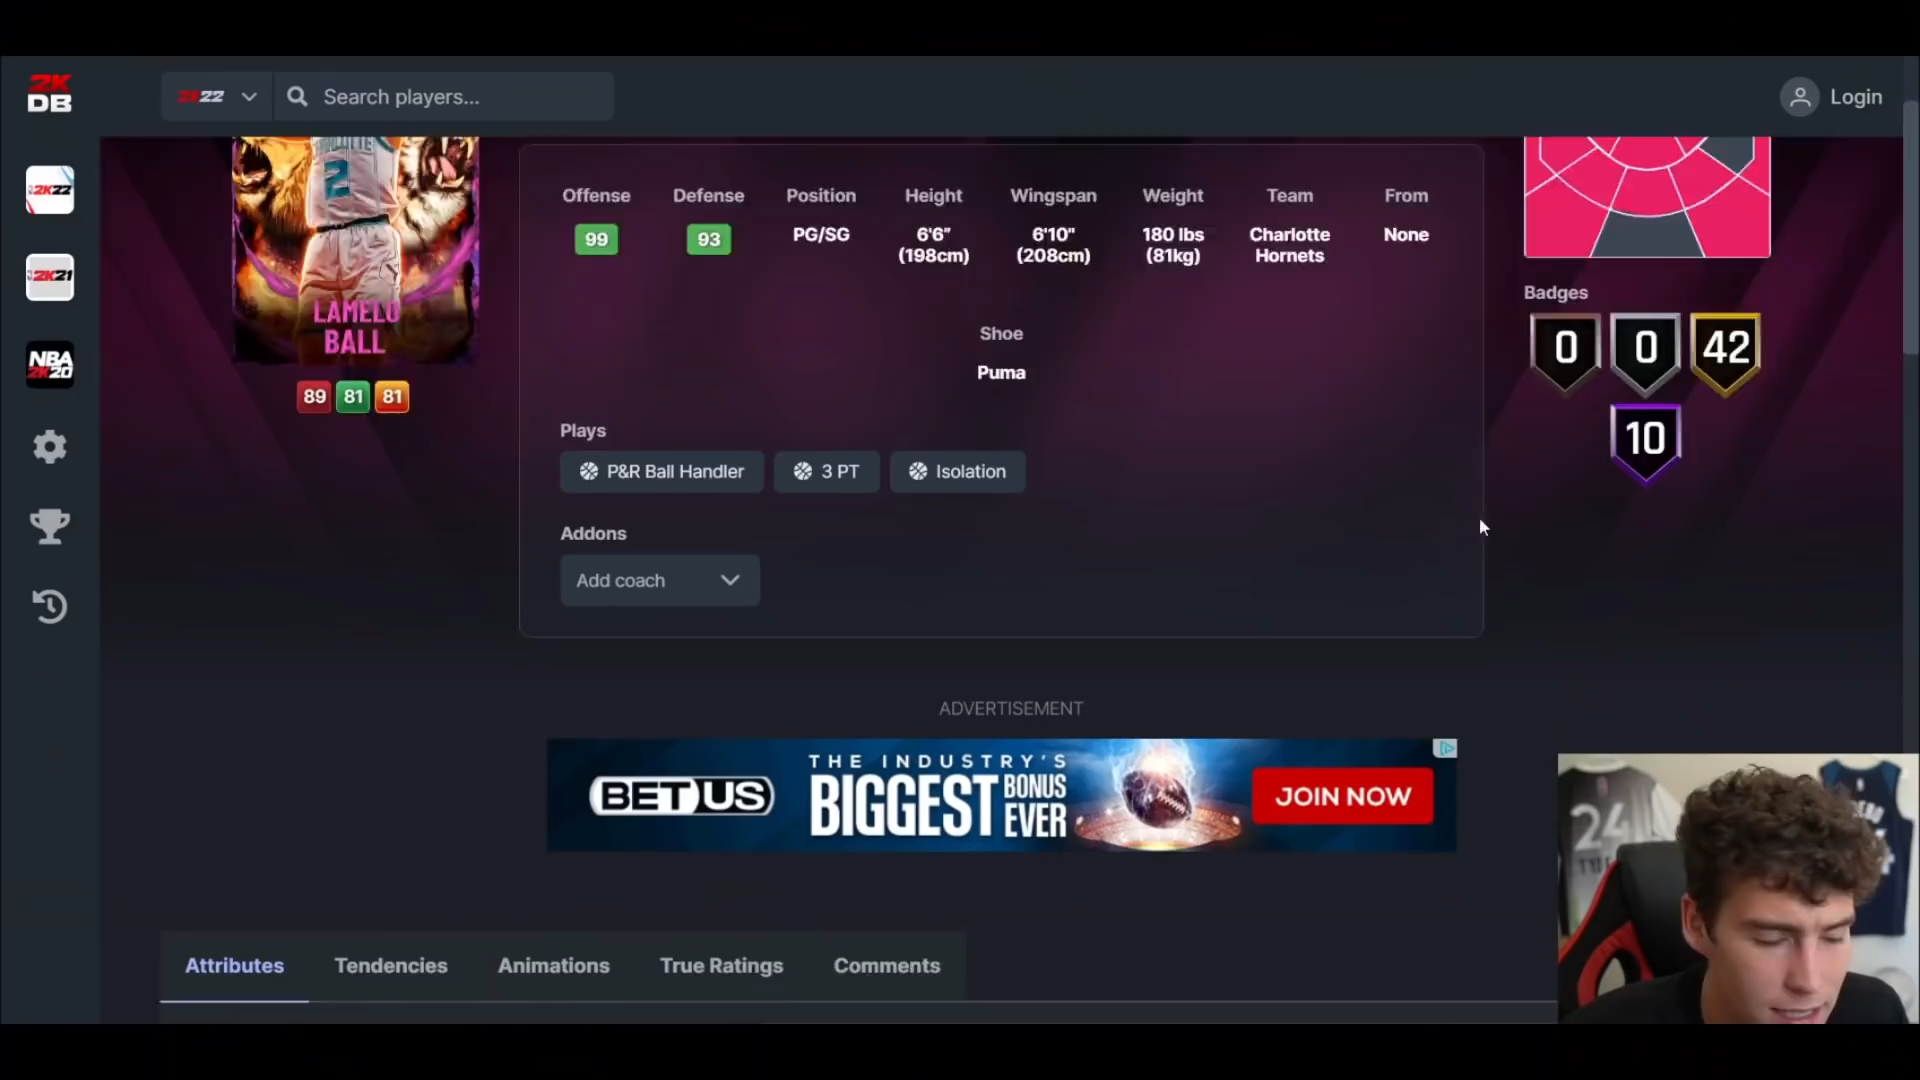 2K
DB
2K22
Search players...
Login
2K22
2K21
NBA
2K20
CHARLOTTE
2
LAMELO
BALL
89 81 81
Offense Defense Position Height Wingspan Weight Team From
99 93 PG/SG 6'6" 6'10" 180 lbs Charlotte None
(198cm) (208cm) (81kg) Hornets
Shoe
Puma
Plays
P&R Ball Handler 3 PT Isolation
Addons
Add coach
Badges
0 0 42
10
ADVERTISEMENT
BETUS
THE INDUSTRY'S
BIGGEST BONUS
EVER
JOIN NOW
24
Attributes Tendencies Animations True Ratings Comments